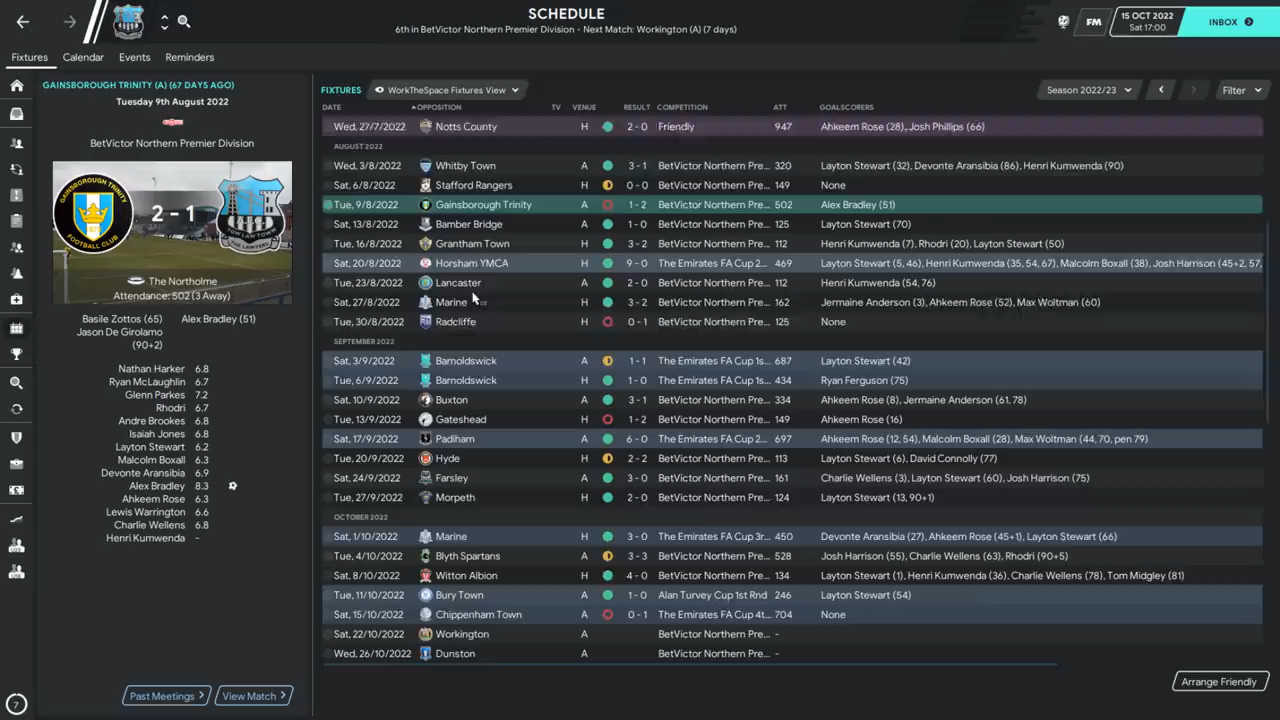 SCHEDULE
6th in BetVictor Northern Premier Division - Next Match: Workington (A) (7 days)
FM
15 OCT 2022
Sat 17:00
INBOX
Fixtures Calendar Events Reminders
GAINSBOROUGH TRINITY (A) (67 DAYS AGO)
Tuesday 9th August 2022
BetVictor Northern Premier Division
2 - 1
The Northolme
Attendance: 502 (3 Away)
Basile Zottos (65) Alex Bradley (51)
Jason De Girolamo
(90+2)
Nathan Harker 6.8
Ryan McLaughlin 6.7
Glenn Parkes 7.2
Rhodri 6.7
Andre Brookes 6.8
Isaiah Jones 6.8
Layton Stewart 6.2
Malcolm Boxall 6.3
Devonte Aransibia 6.9
Alex Bradley 8.3
Ahkeem Rose 6.3
Lewis Warrington 6.6
Charlie Wellens 6.8
Henri Kumwenda -
Past Meetings View Match
FIXTURES WorkTheSpace Fixtures View Season 2022/23 Filter
DATE OPPOSITION TV VENUE RESULT COMPETITION ATT GOALSCORERS
Wed, 27/7/2022 Notts County H 2 - 0 Friendly 947 Ahkeem Rose (28), Josh Phillips (66)
AUGUST 2022
Wed, 3/8/2022 Whitby Town A 3 - 1 BetVictor Northern Pre... 320 Layton Stewart (32), Devonte Aransibia (86), Henri Kumwenda (90)
Sat, 6/8/2022 Stafford Rangers H 0 - 0 BetVictor Northern Pre... 149 None
Tue, 9/8/2022 Gainsborough Trinity A 1 - 2 BetVictor Northern Pre... 502 Alex Bradley (51)
Sat, 13/8/2022 Bamber Bridge A 1 - 0 BetVictor Northern Pre... 125 Layton Stewart (70)
Tue, 16/8/2022 Grantham Town H 3 - 2 BetVictor Northern Pre... 112 Henri Kumwenda (7), Rhodri (20), Layton Stewart (50)
Sat, 20/8/2022 Horsham YMCA H 9 - 0 The Emirates FA Cup 2... 469 Layton Stewart (5, 46), Henri Kumwenda (35, 54, 67), Malcolm Boxall (38), Josh Harrison (45+2, 57,
Tue, 23/8/2022 Lancaster A 2 - 0 BetVictor Northern Pre... 112 Henri Kumwenda (54, 76)
Sat, 27/8/2022 Marine H 3 - 2 BetVictor Northern Pre... 162 Jermaine Anderson (3), Ahkeem Rose (52), Max Woltman (60)
Tue, 30/8/2022 Radcliffe H 0 - 1 BetVictor Northern Pre... 125 None
SEPTEMBER 2022
Sat, 3/9/2022 Barnoldswick A 1 - 1 The Emirates FA Cup 1s... 687 Layton Stewart (42)
Tue, 6/9/2022 Barnoldswick H 1 - 0 The Emirates FA Cup 1s... 434 Ryan Ferguson (75)
Sat, 10/9/2022 Buxton A 3 - 1 BetVictor Northern Pre... 334 Ahkeem Rose (8), Jermaine Anderson (61, 78)
Tue, 13/9/2022 Gateshead H 1 - 2 BetVictor Northern Pre... 149 Ahkeem Rose (16)
Sat, 17/9/2022 Padiham A 6 - 0 The Emirates FA Cup 2... 697 Ahkeem Rose (12, 54), Malcolm Boxall (28), Max Woltman (44, 70, pen 79)
Tue, 20/9/2022 Hyde H 2 - 2 BetVictor Northern Pre... 113 Layton Stewart (6), David Connolly (77)
Sat, 24/9/2022 Farsley A 3 - 0 BetVictor Northern Pre... 161 Charlie Wellens (3), Layton Stewart (60), Josh Harrison (75)
Tue, 27/9/2022 Morpeth H 2 - 0 BetVictor Northern Pre... 124 Layton Stewart (13, 90+1)
OCTOBER 2022
Sat, 1/10/2022 Marine H 3 - 0 The Emirates FA Cup 3r... 450 Devonte Aransibia (27), Ahkeem Rose (45+1), Layton Stewart (66)
Tue, 4/10/2022 Blyth Spartans A 3 - 3 BetVictor Northern Pre... 528 Josh Harrison (55), Charlie Wellens (63), Rhodri (90+5)
Sat, 8/10/2022 Witton Albion H 4 - 0 BetVictor Northern Pre... 134 Layton Stewart (1), Henri Kumwenda (36), Charlie Wellens (78), Tom Midgley (81)
Tue, 11/10/2022 Bury Town A 1 - 0 Alan Turvey Cup 1st Rnd 246 Layton Stewart (54)
Sat, 15/10/2022 Chippenham Town A 0 - 1 The Emirates FA Cup 4t... 704 None
Sat, 22/10/2022 Workington A BetVictor Northern Pre... -
Wed, 26/10/2022 Dunston A BetVictor Northern Pre... -
Arrange Friendly
7